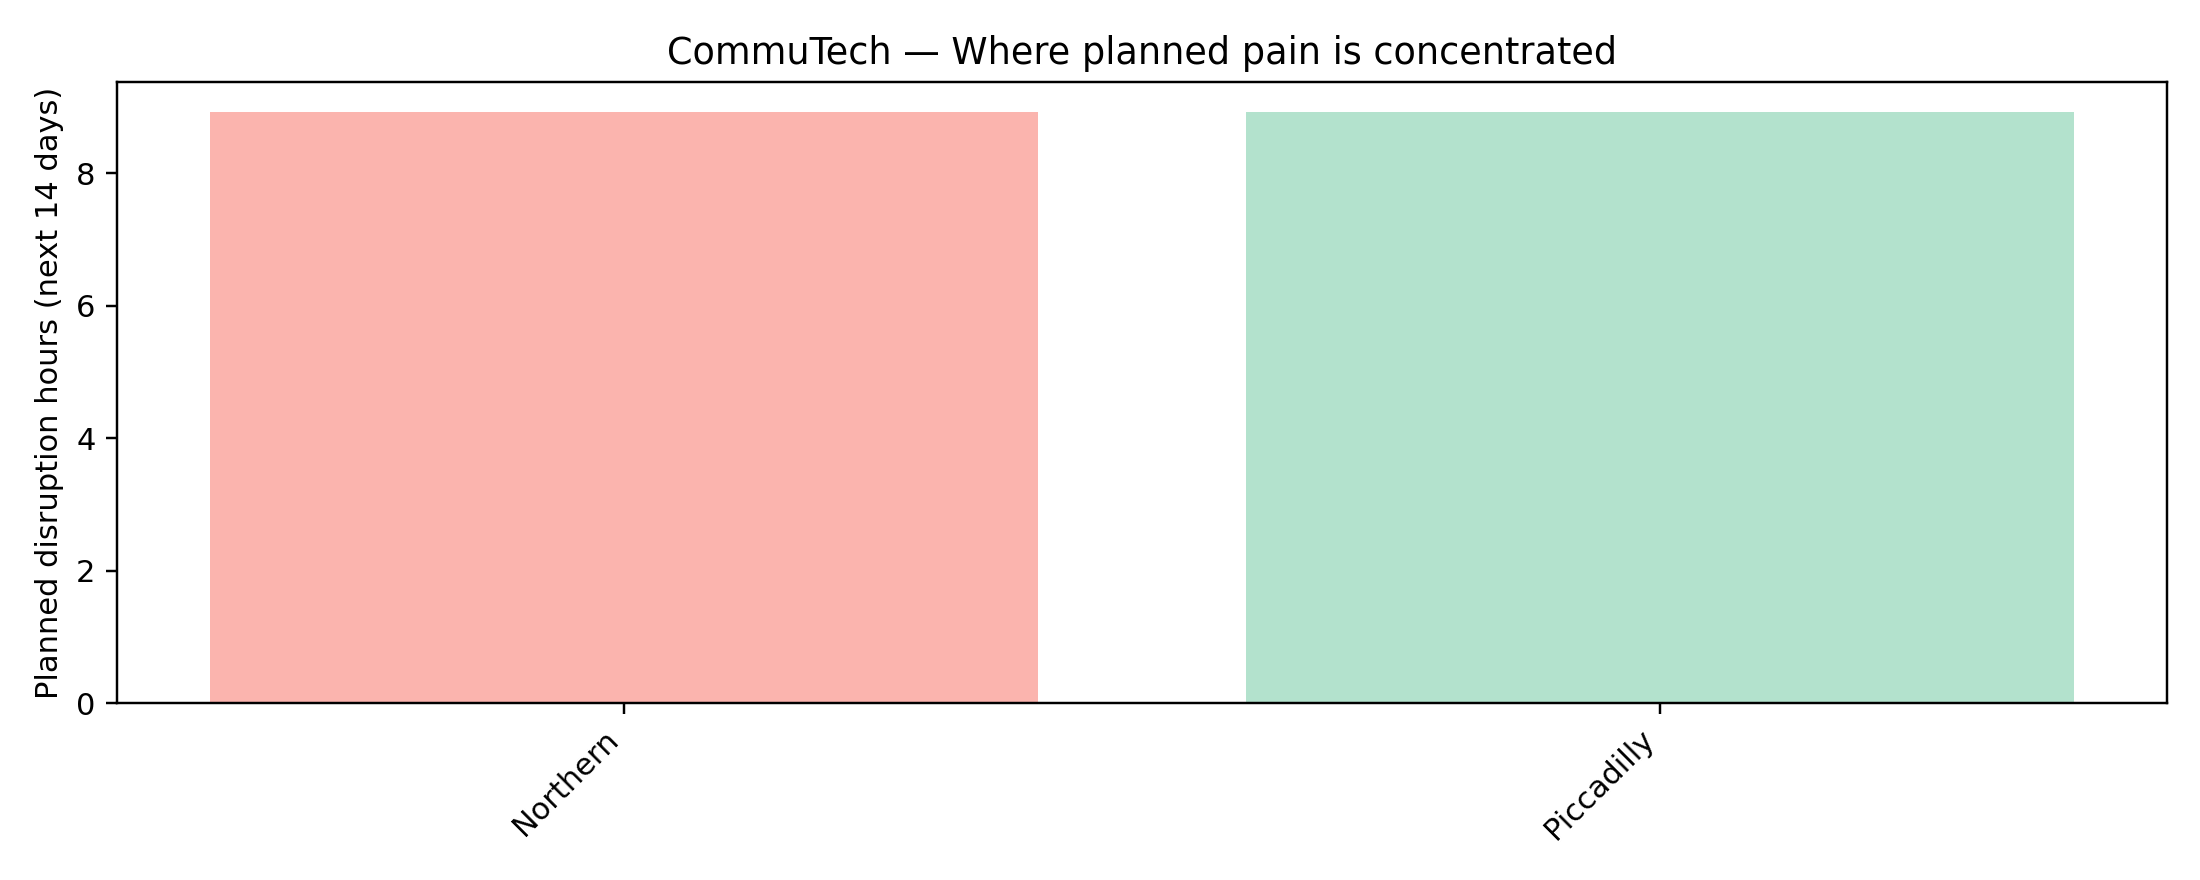 CommuTech — Where planned pain is concentrated
Planned disruption hours (next 14 days)
8
6
4
2
0
Northern
Piccadilly